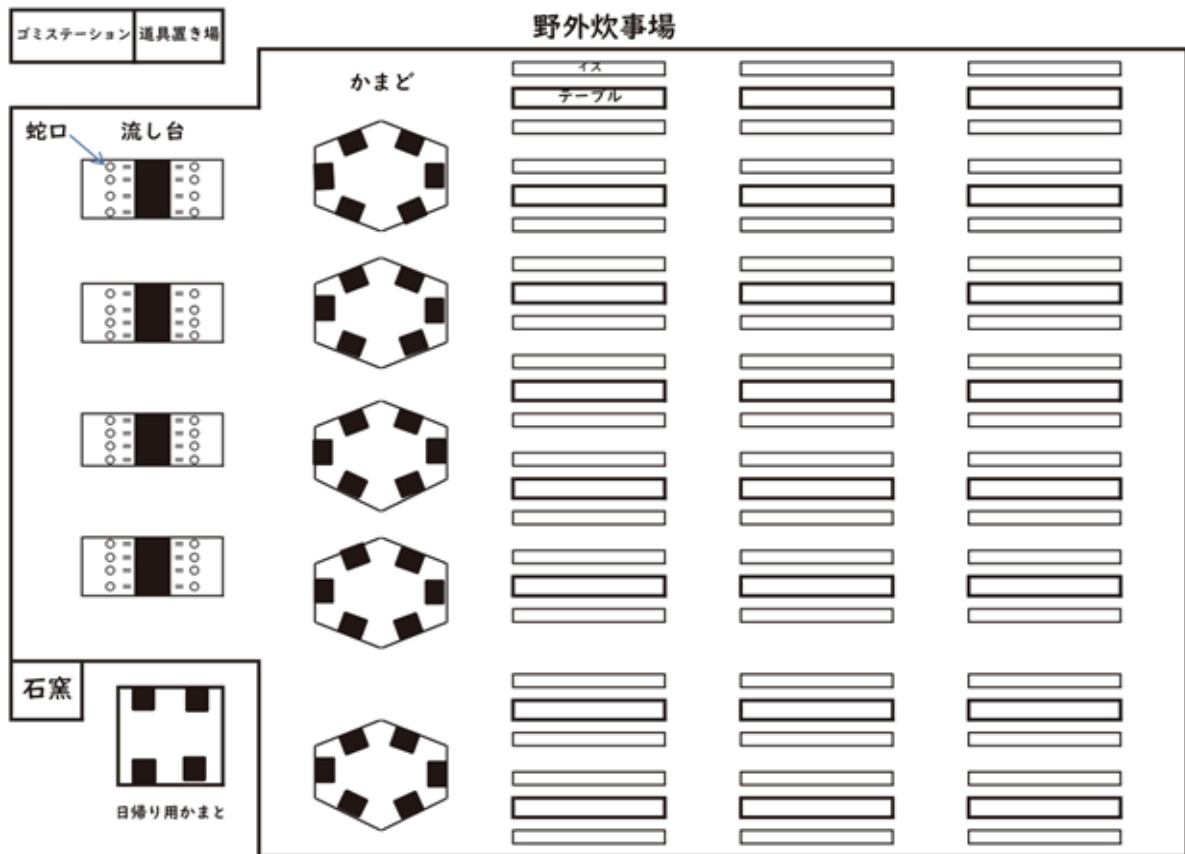 野外炊事場
ゴミステーション
道具置き場
かまど
イス
テーブル
蛇口
流し台
石窯
日帰り用かまと